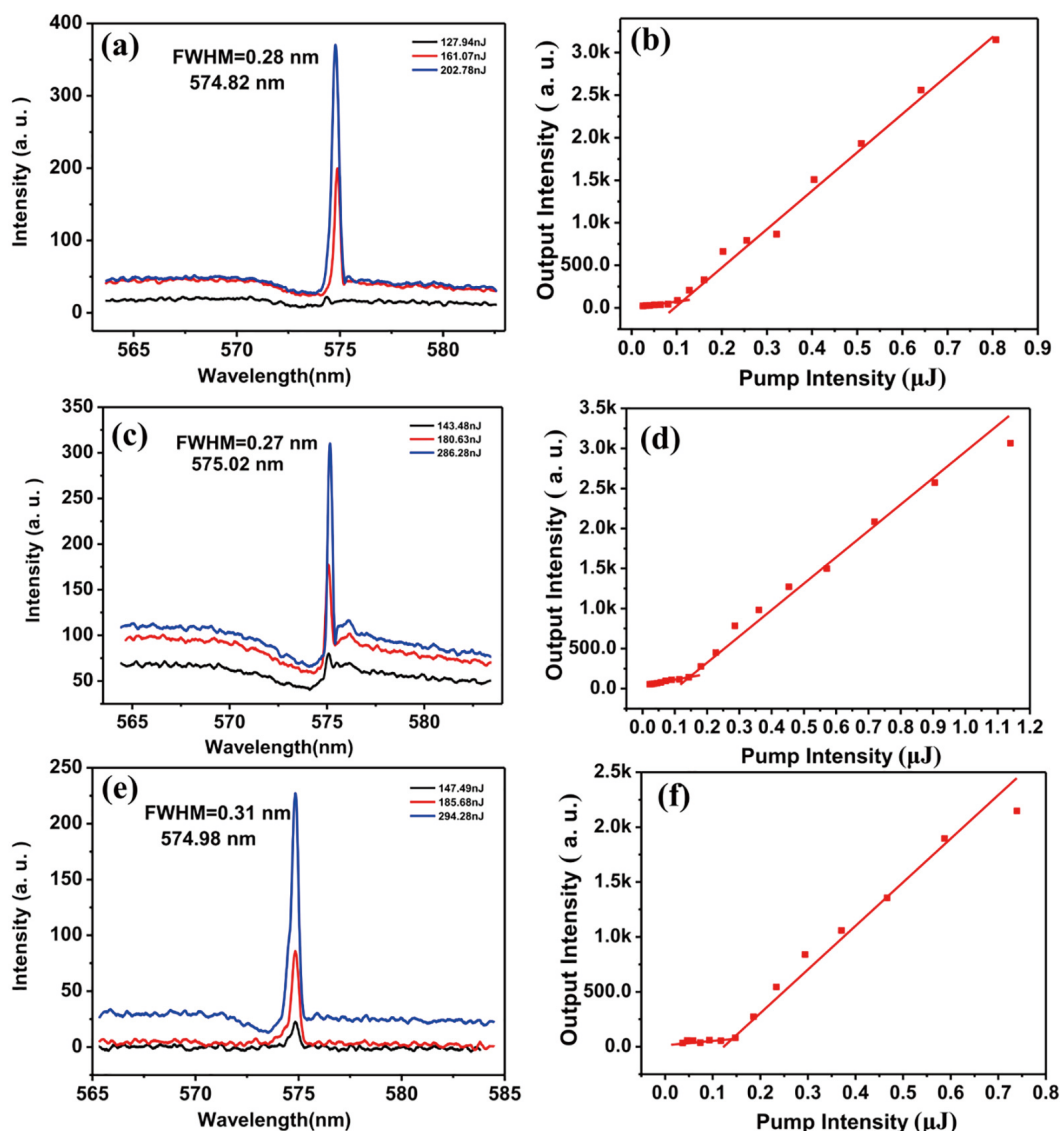 (a)
FWHM=0.28 nm
574.82 nm
127.94nJ
161.07nJ
202.78nJ
400
300
200
100
0
Intensity (a. u. )
565 570 575 580
Wavelength(nm)
(b)
3.0k
2.5k
2.0k
1.5k
1.0k
500.0
0.0
Output Intensity ( a. u. )
0.0 0.1 0.2 0.3 0.4 0.5 0.6 0.7 0.8 0.9
Pump Intensity (μJ)
(c)
FWHM=0.27 nm
575.02 nm
143.48nJ
180.63nJ
286.28nJ
350
300
250
200
150
100
50
Intensity (a. u. )
565 570 575 580
Wavelength(nm)
(d)
3.5k
3.0k
2.5k
2.0k
1.5k
1.0k
500.0
0.0
Output Intensity ( a. u. )
0.0 0.1 0.2 0.3 0.4 0.5 0.6 0.7 0.8 0.9 1.0 1.1 1.2
Pump Intensity (μJ)
(e)
FWHM=0.31 nm
574.98 nm
147.49nJ
185.68nJ
294.28nJ
250
200
150
100
50
0
Intensity (a. u. )
565 570 575 580 585
Wavelength(nm)
(f)
2.5k
2.0k
1.5k
1.0k
500.0
0.0
Output Intensity ( a. u. )
0.0 0.1 0.2 0.3 0.4 0.5 0.6 0.7 0.8
Pump Intensity (μJ)